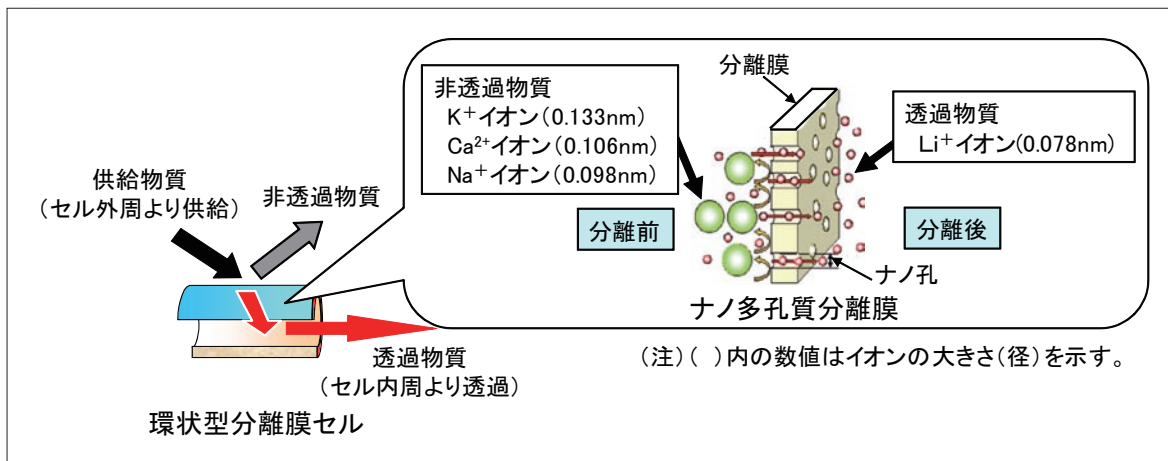 分離膜
非透過物質
K⁺イオン(0.133nm)
Ca²⁺イオン(0.106nm)
Na⁺イオン(0.098nm)
透過物質
Li⁺イオン(0.078nm)
供給物質
(セル外周より供給)
非透過物質
分離前
分離後
ナノ孔
ナノ多孔質分離膜
透過物質
(セル内周より透過)
(注)( )内の数値はイオンの大きさ(径)を示す。
環状型分離膜セル